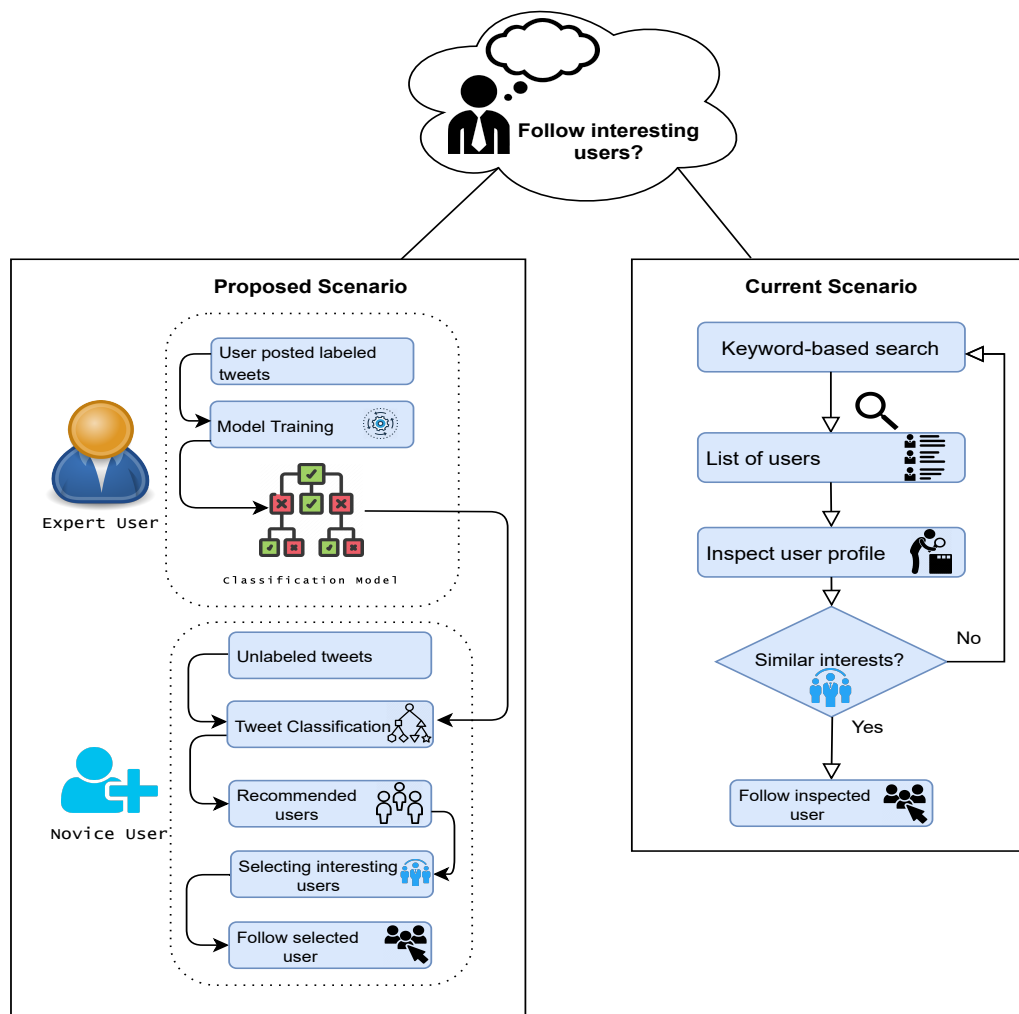 Follow interesting
users?
Proposed Scenario
User posted labeled
tweets
Model Training
Expert User
Classification Model
Unlabeled tweets
Tweet Classification
Novice User
Recommended
users
Selecting interesting
users
Follow selected
user
Current Scenario
Keyword-based search
List of users
Inspect user profile
Similar interests?
No
Yes
Follow inspected
user